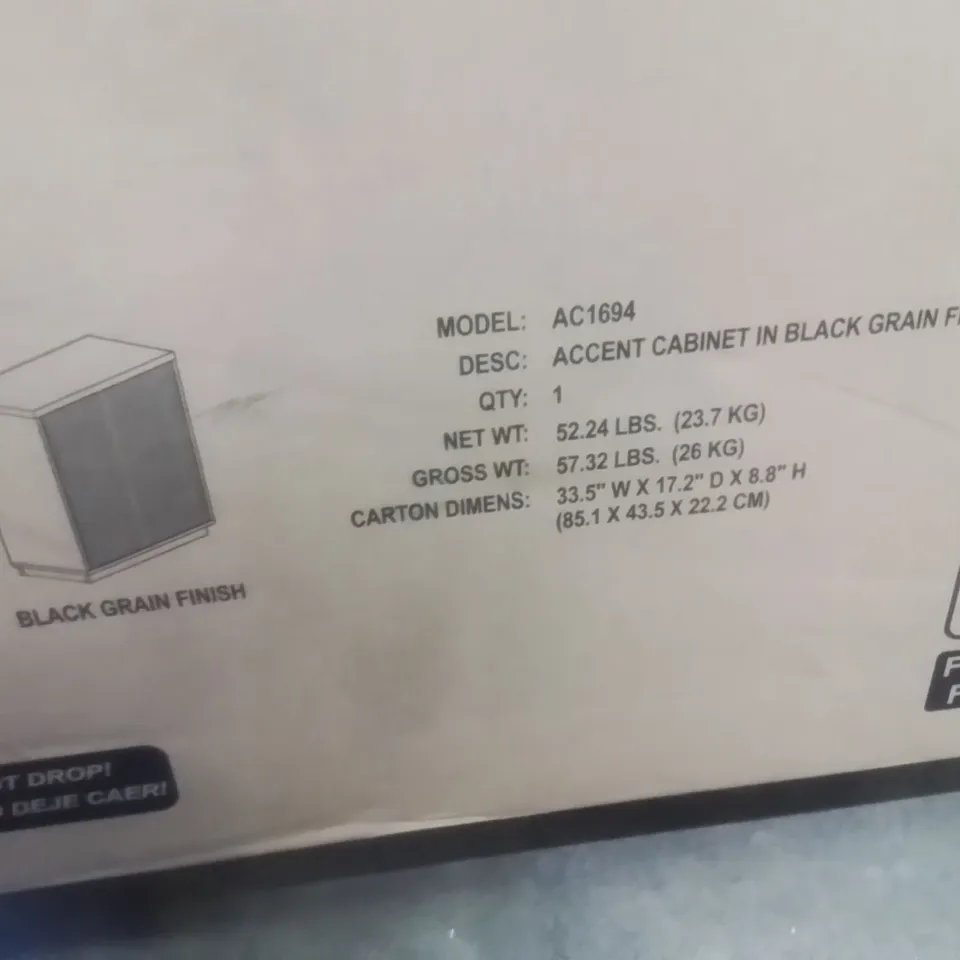 MODEL: AC1694
DESC: ACCENT CABINET IN BLACK GRAIN
QTY: 1
NET WT: 52.24 LBS. (23.7 KG)
GROSS WT: 57.32 LBS. (26 KG)
CARTON DIMENS: 33.5" W X 17.2" D X 8.8" H
(85.1 X 43.5 X 22.2 CM)
BLACK GRAIN FINISH
DROP!
DEJE CAER!